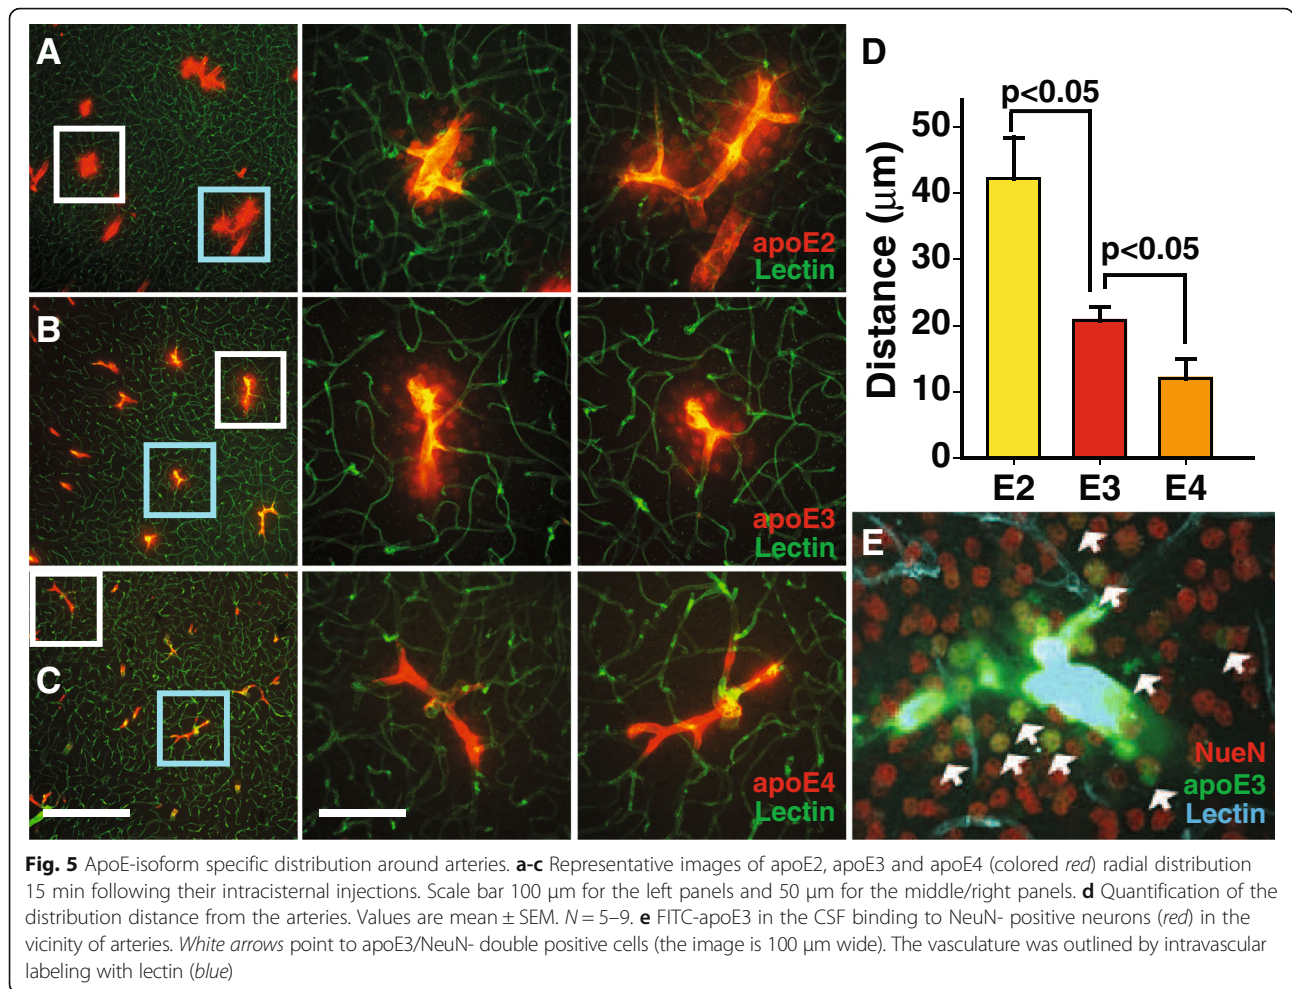 A
apoE2
Lectin
B
apoE3
Lectin
C
apoE4
Lectin
D
p<0.05
p<0.05
Distance (μm)
50
40
30
20
10
0
E2 E3 E4
E
NueN
apoE3
Lectin
Fig. 5 ApoE-isoform specific distribution around arteries. a-c Representative images of apoE2, apoE3 and apoE4 (colored red) radial distribution
15 min following their intracisternal injections. Scale bar 100 μm for the left panels and 50 μm for the middle/right panels. d Quantification of the
distribution distance from the arteries. Values are mean ± SEM. N = 5–9. e FITC-apoE3 in the CSF binding to NeuN- positive neurons (red) in the
vicinity of arteries. White arrows point to apoE3/NeuN- double positive cells (the image is 100 μm wide). The vasculature was outlined by intravascular
labeling with lectin (blue)